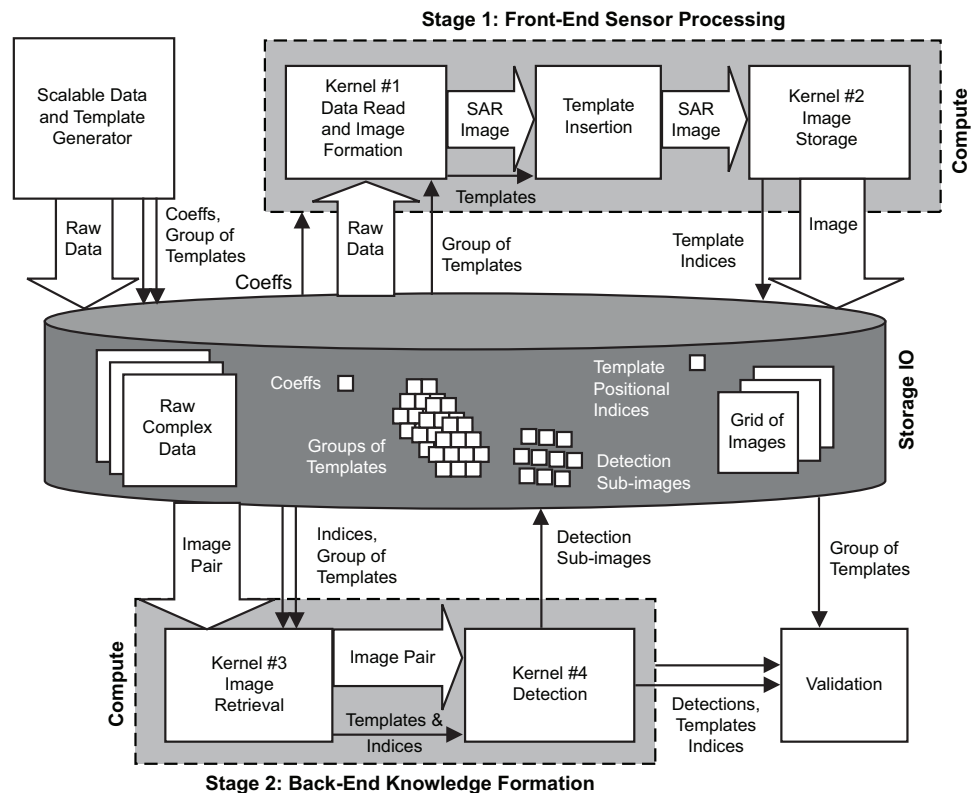 Stage 1: Front-End Sensor Processing
Scalable Data
and Template
Generator
Kernel #1
Data Read
and Image
Formation
SAR
Image
Template
Insertion
SAR
Image
Kernel #2
Image
Storage
Compute
Templates
Raw
Data
Coeffs,
Group of
Templates
Coeffs
Raw
Data
Group of
Templates
Template
Indices
Image
Raw
Complex
Data
Coeffs
Groups of
Templates
Template
Positional
Indices
Detection
Sub-images
Grid of
Images
Storage IO
Image
Pair
Indices,
Group of
Templates
Detection
Sub-images
Group of
Templates
Compute
Kernel #3
Image
Retrieval
Image Pair
Templates &
Indices
Kernel #4
Detection
Detections,
Templates
Indices
Validation
Stage 2: Back-End Knowledge Formation